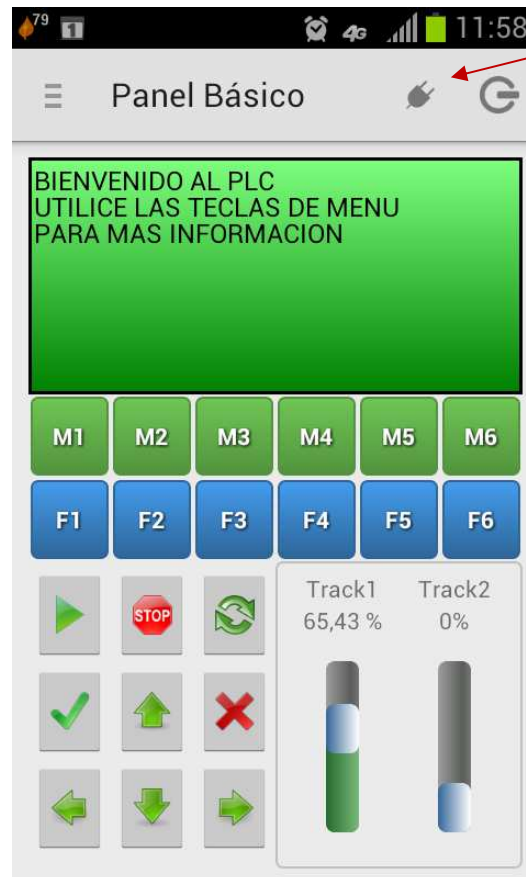 79 1 4G 11:58
Panel Básico
BIENVENIDO AL PLC
UTILICE LAS TECLAS DE MENU
PARA MAS INFORMACION
M1 M2 M3 M4 M5 M6
F1 F2 F3 F4 F5 F6
Track1 Track2
65,43 % 0%
STOP